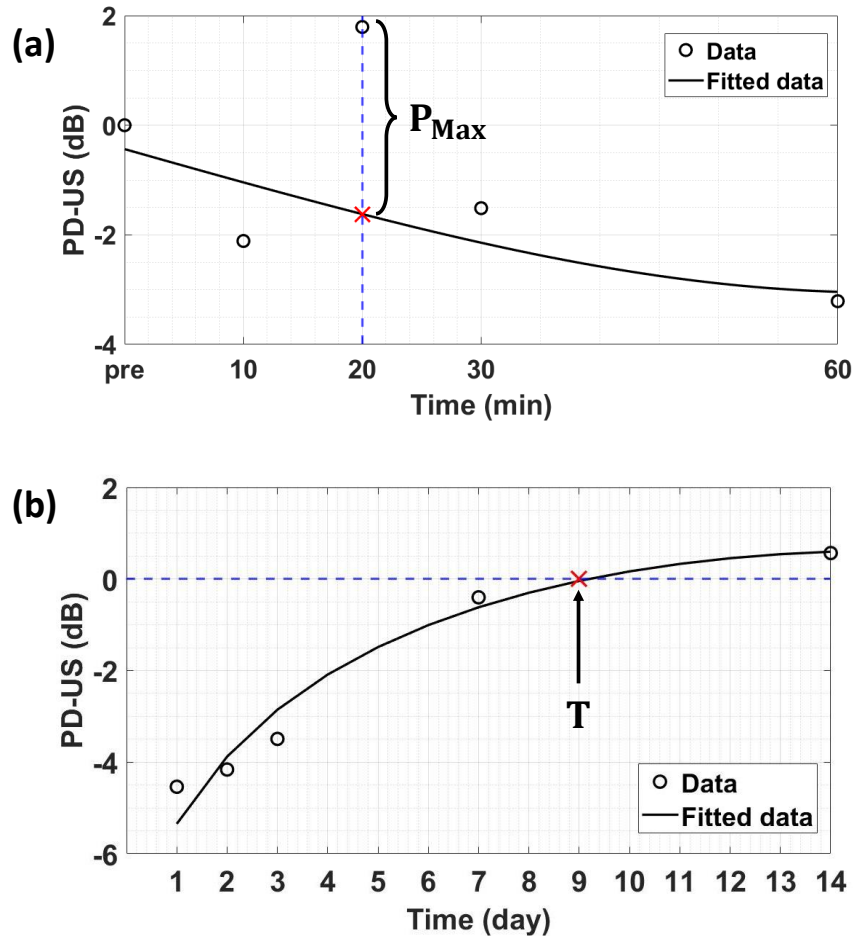 (a)
2
0
-2
-4
PD-US (dB)
P_Max
Data
Fitted data
pre 10 20 30 60
Time (min)
(b)
2
0
-2
-4
-6
PD-US (dB)
T
Data
Fitted data
1 2 3 4 5 6 7 8 9 10 11 12 13 14
Time (day)